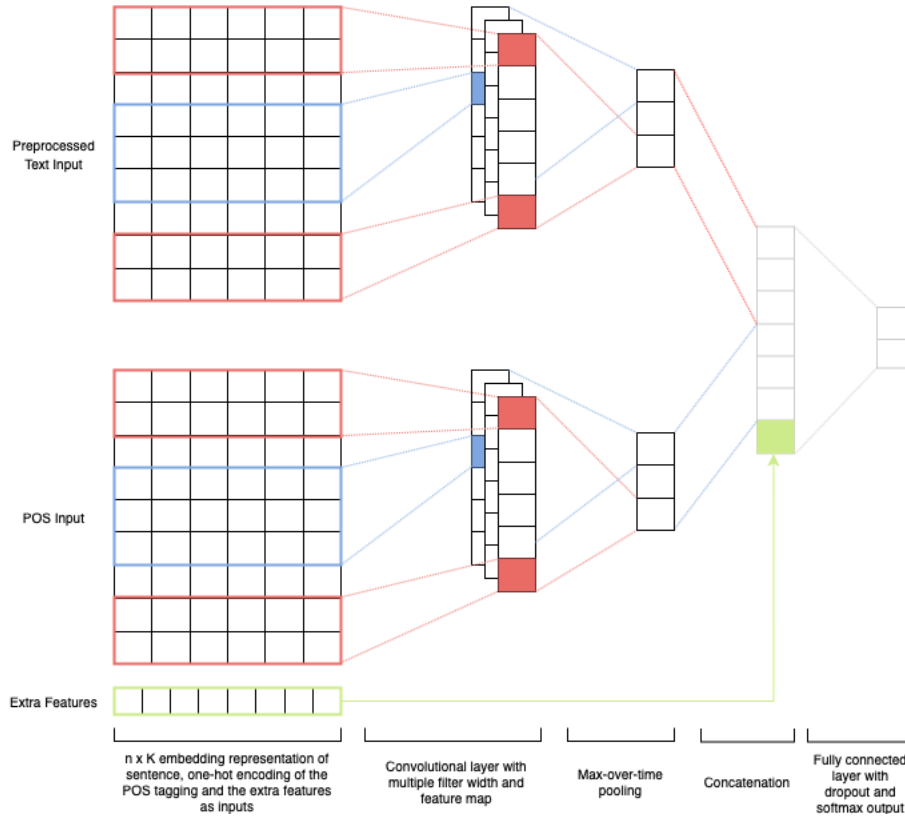 Preprocessed
Text Input
POS Input
Extra Features
n x K embedding representation of
sentence, one-hot encoding of the
POS tagging and the extra features
as inputs
Convolutional layer with
multiple filter width and
feature map
Max-over-time
pooling
Concatenation
Fully connected
layer with
dropout and
softmax output